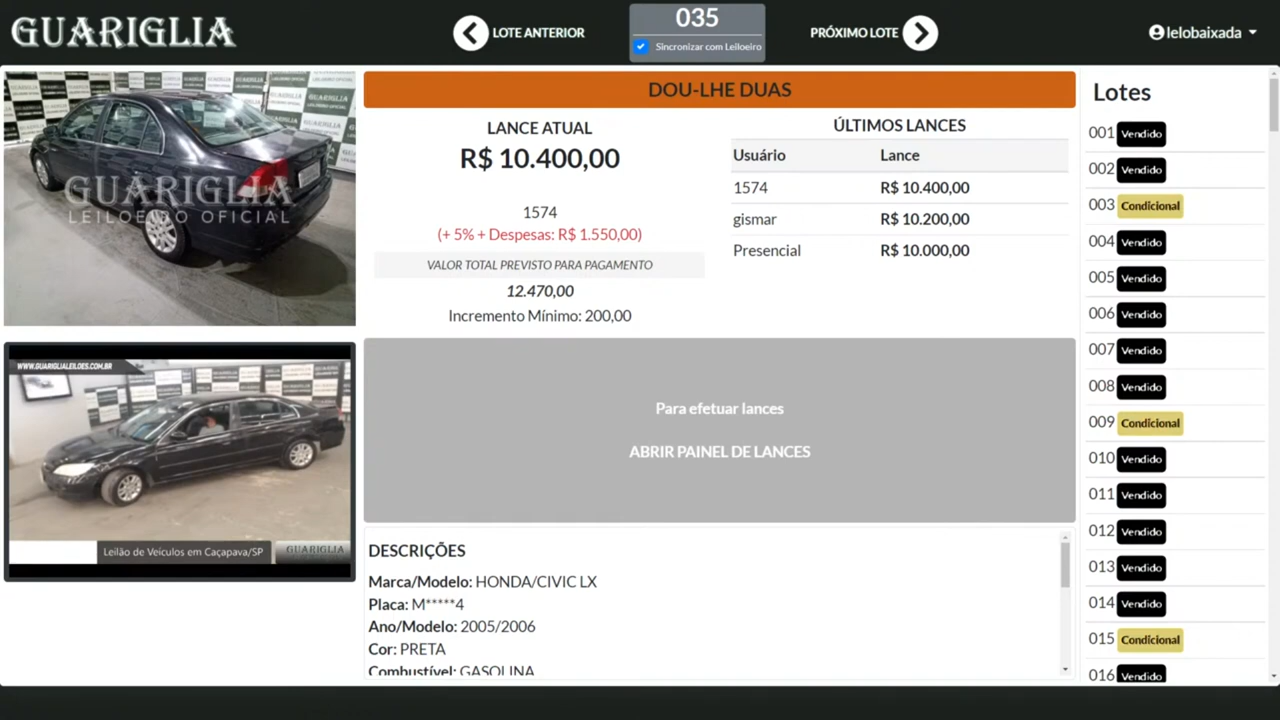 GUARIGLIA
LOTE ANTERIOR
035
Sincronizar com Leiloeiro
PRÓXIMO LOTE
lelobaixada
GUARIGLIA
LEILOEIRO OFICIAL
WWW.GUARIGLIALEILOES.COM.BR
Leilão de Veículos em Caçapava/SP
GUARIGLIA
DOU-LHE DUAS
LANCE ATUAL
R$ 10.400,00
1574
(+ 5% + Despesas: R$ 1.550,00)
VALOR TOTAL PREVISTO PARA PAGAMENTO
12.470,00
Incremento Mínimo: 200,00
ÚLTIMOS LANCES
Usuário Lance
1574 R$ 10.400,00
gismar R$ 10.200,00
Presencial R$ 10.000,00
Para efetuar lances
ABRIR PAINEL DE LANCES
DESCRIÇÕES
Marca/Modelo: HONDA/CIVIC LX
Placa: M*****4
Ano/Modelo: 2005/2006
Cor: PRETA
Combustível: GASOLINA
Lotes
001 Vendido
002 Vendido
003 Condicional
004 Vendido
005 Vendido
006 Vendido
007 Vendido
008 Vendido
009 Condicional
010 Vendido
011 Vendido
012 Vendido
013 Vendido
014 Vendido
015 Condicional
016 Vendido